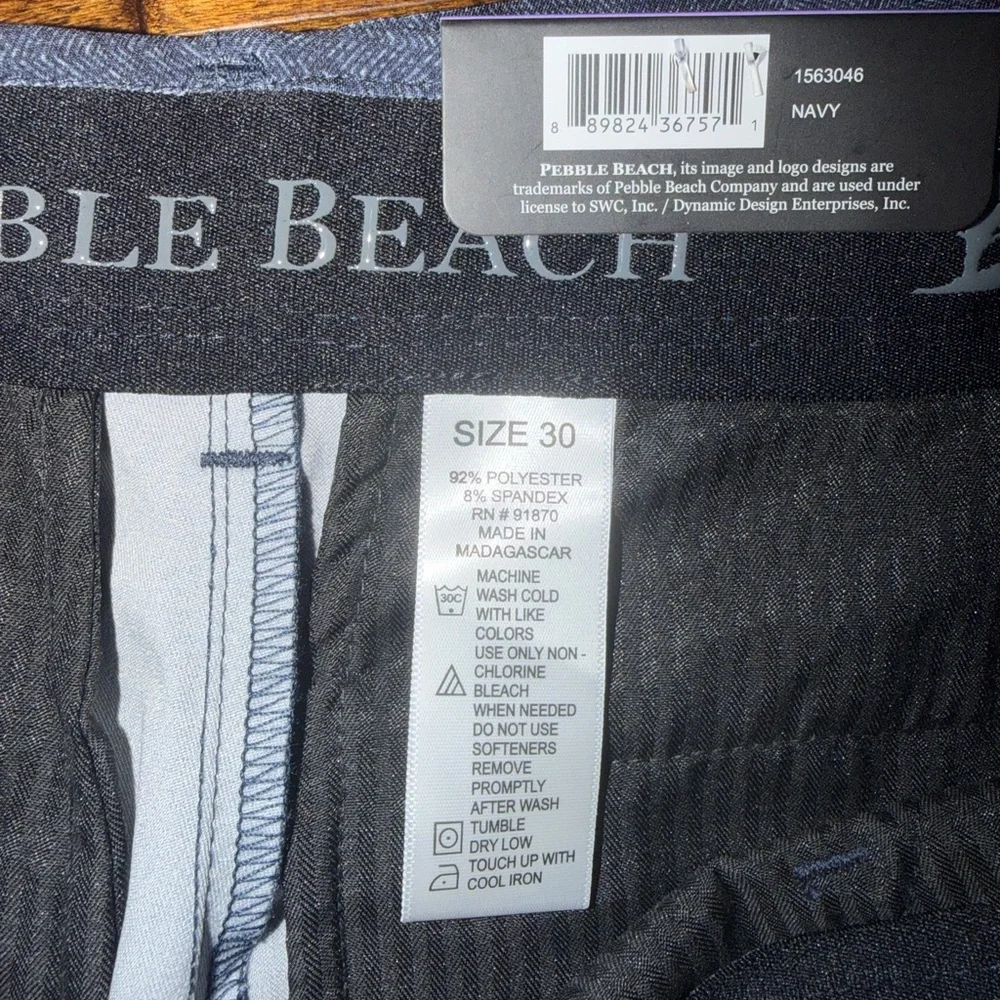 1563046
NAVY
8 89824 36757 1
PEBBLE BEACH, its image and logo designs are
trademarks of Pebble Beach Company and are used under
license to SWC, Inc. / Dynamic Design Enterprises, Inc.
BLE BEACH
SIZE 30
92% POLYESTER
8% SPANDEX
RN # 91870
MADE IN
MADAGASCAR
MACHINE
30C WASH COLD
WITH LIKE
COLORS
USE ONLY NON -
CHLORINE
BLEACH
WHEN NEEDED
DO NOT USE
SOFTENERS
REMOVE
PROMPTLY
AFTER WASH
TUMBLE
DRY LOW
TOUCH UP WITH
COOL IRON